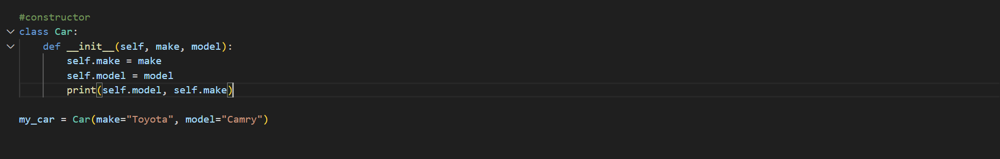 #constructor
class Car:
    def __init__(self, make, model):
        self.make = make
        self.model = model
        print(self.model, self.make)
my_car = Car(make="Toyota", model="Camry")